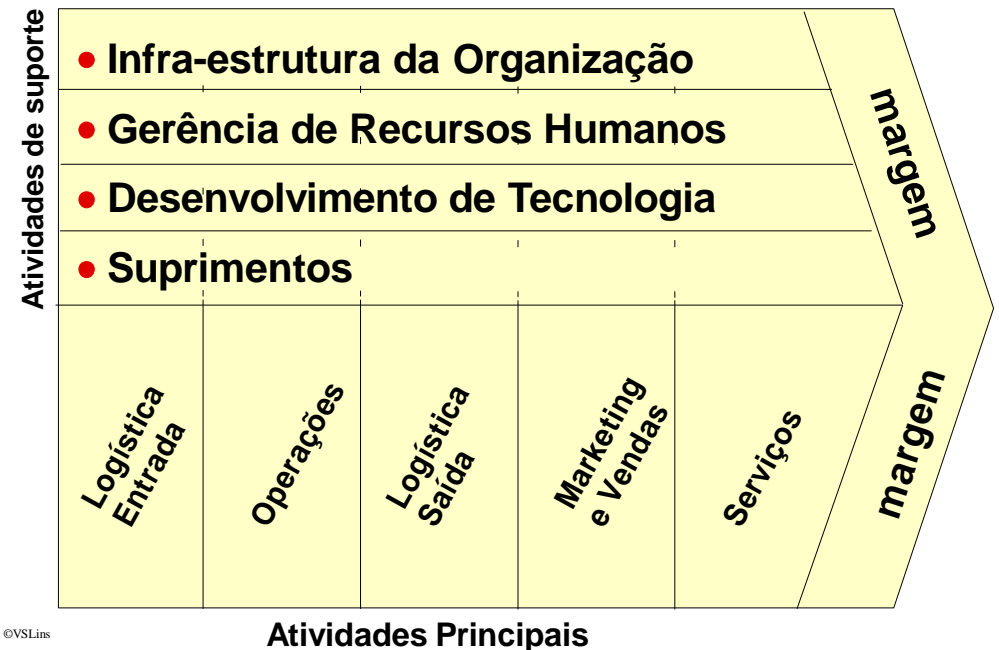 Atividades de suporte
Infra-estrutura da Organização
Gerência de Recursos Humanos
Desenvolvimento de Tecnologia
Suprimentos
margem
Logística
Entrada
Operações
Logística
Saída
Marketing
e Vendas
Serviços
margem
©VSLins
Atividades Principais